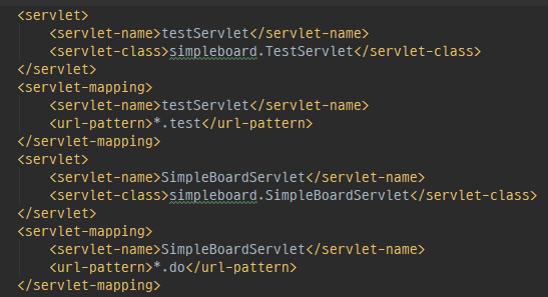 <servlet>
    <servlet-name>testServlet</servlet-name>
    <servlet-class>simpleboard.TestServlet</servlet-class>
</servlet>
<servlet-mapping>
    <servlet-name>testServlet</servlet-name>
    <url-pattern>*.test</url-pattern>
</servlet-mapping>
<servlet>
    <servlet-name>SimpleBoardServlet</servlet-name>
    <servlet-class>simpleboard.SimpleBoardServlet</servlet-class>
</servlet>
<servlet-mapping>
    <servlet-name>SimpleBoardServlet</servlet-name>
    <url-pattern>*.do</url-pattern>
</servlet-mapping>